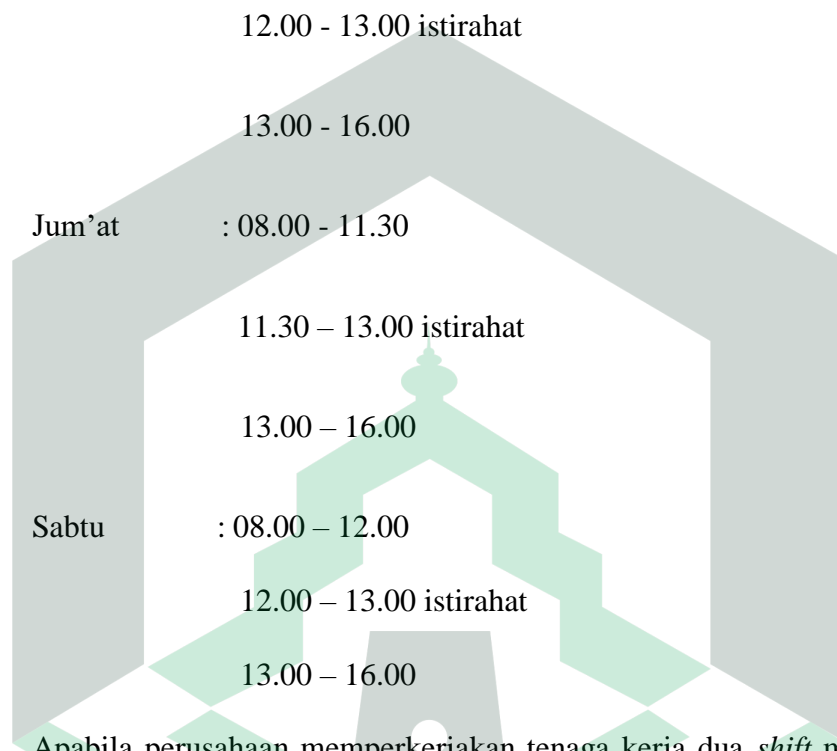 12.00 - 13.00 istirahat
13.00 - 16.00
Jum’at : 08.00 - 11.30
11.30 – 13.00 istirahat
13.00 – 16.00
Sabtu : 08.00 – 12.00
12.00 – 13.00 istirahat
13.00 – 16.00
Apabila perusahaan memperkerjakan tenaga kerja dua shift